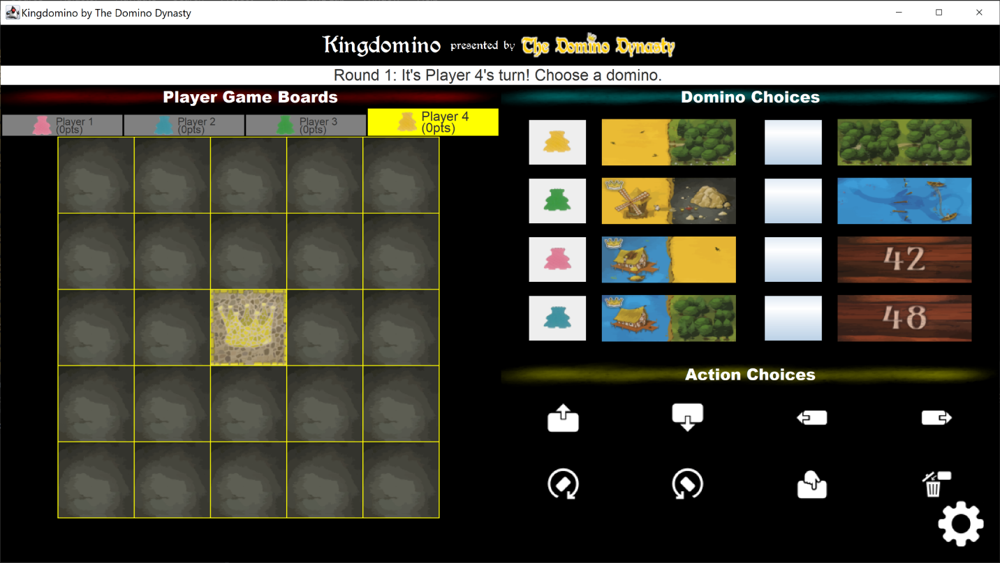 Kingdomino by The Domino Dynasty
Kingdomino presented by The Domino Dynasty
Round 1: It's Player 4's turn! Choose a domino.
Player Game Boards
Player 1
(0pts)
Player 2
(0pts)
Player 3
(0pts)
Player 4
(0pts)
Domino Choices
42
48
Action Choices